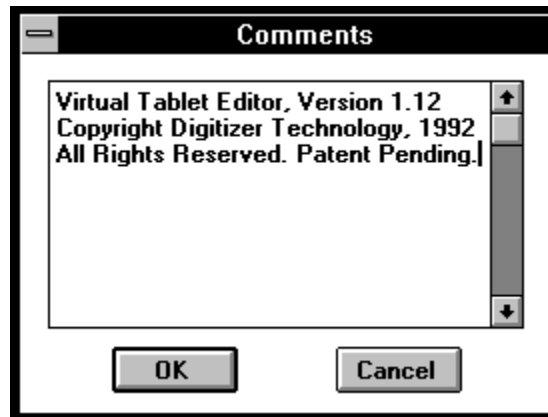 Comments
Virtual Tablet Editor, Version 1.12
Copyright Digitizer Technology, 1992
All Rights Reserved. Patent Pending.
OK
Cancel